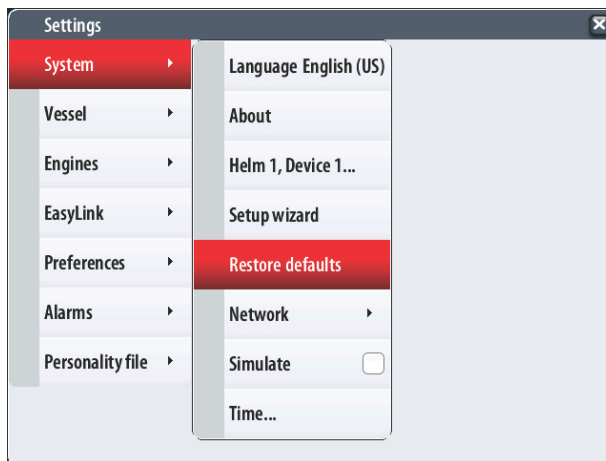 Settings
System
Vessel
Engines
EasyLink
Preferences
Alarms
Personality file
Language English (US)
About
Helm 1, Device 1...
Setup wizard
Restore defaults
Network
Simulate
Time...